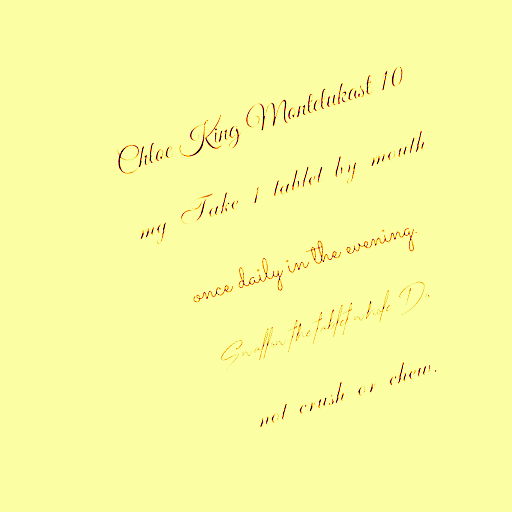 Chloe King Montelukast 10
mg Take 1 tablet by mouth
once daily in the evening.
Swallow the tablet whole Do
not crush or chew.